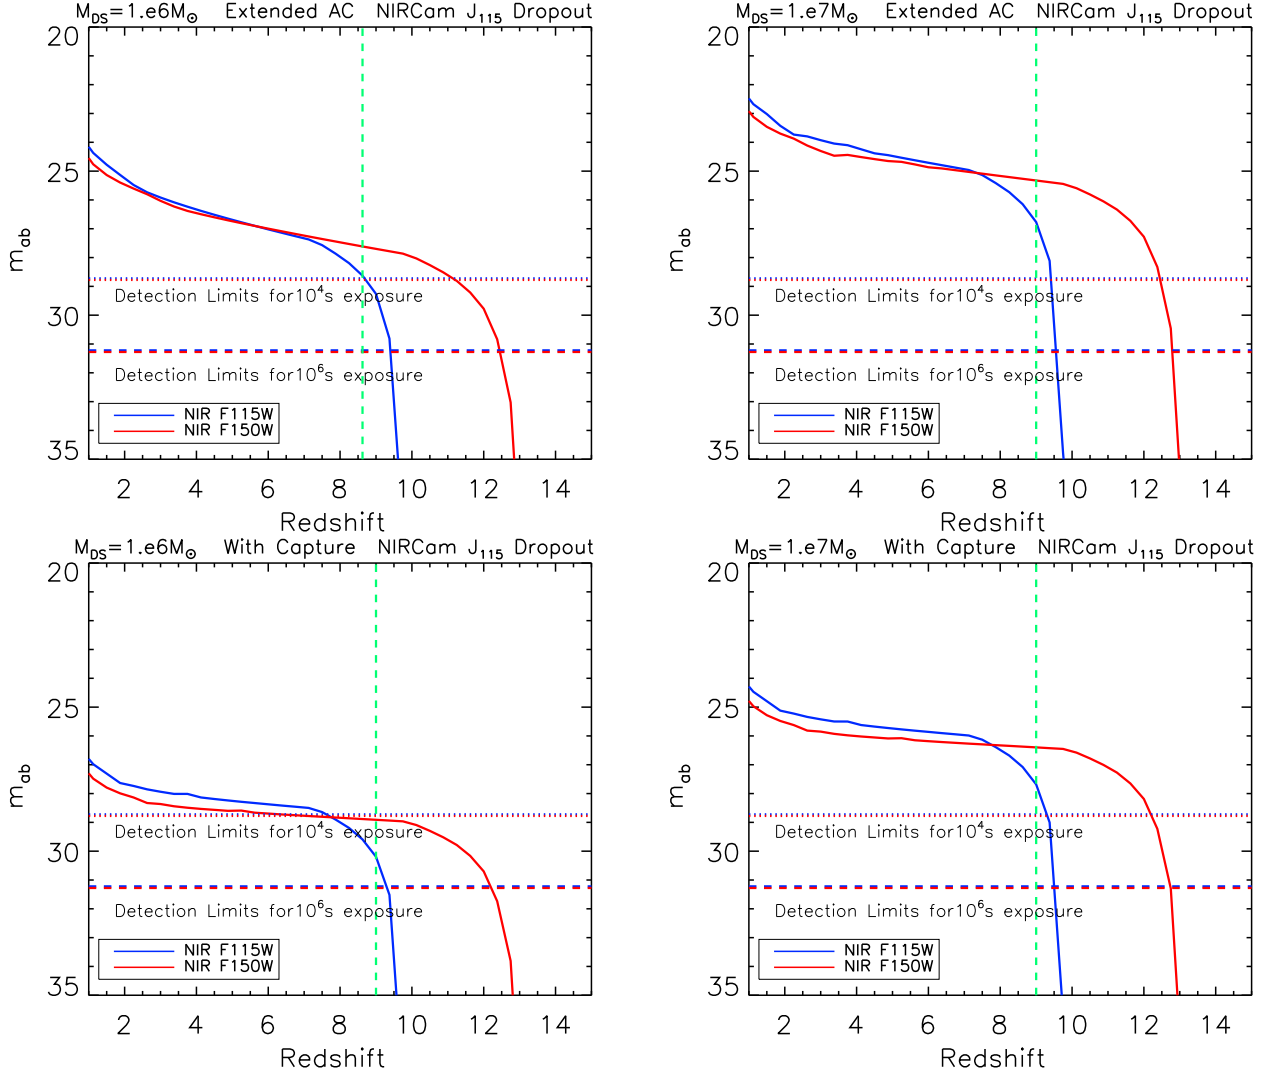 M_DS=1.e6M⊙ Extended AC NIRCam J_115 Dropout
20
25
30
35
m_ab
Detection Limits for10^4s exposure
Detection Limits for10^6s exposure
NIR F115W
NIR F150W
2 4 6 8 10 12 14
Redshift
M_DS=1.e7M⊙ Extended AC NIRCam J_115 Dropout
20
25
30
35
m_ab
Detection Limits for10^4s exposure
Detection Limits for10^6s exposure
NIR F115W
NIR F150W
2 4 6 8 10 12 14
Redshift
M_DS=1.e6M⊙ With Capture NIRCam J_115 Dropout
20
25
30
35
m_ab
Detection Limits for10^4s exposure
Detection Limits for10^6s exposure
NIR F115W
NIR F150W
2 4 6 8 10 12 14
Redshift
M_DS=1.e7M⊙ With Capture NIRCam J_115 Dropout
20
25
30
35
m_ab
Detection Limits for10^4s exposure
Detection Limits for10^6s exposure
NIR F115W
NIR F150W
2 4 6 8 10 12 14
Redshift